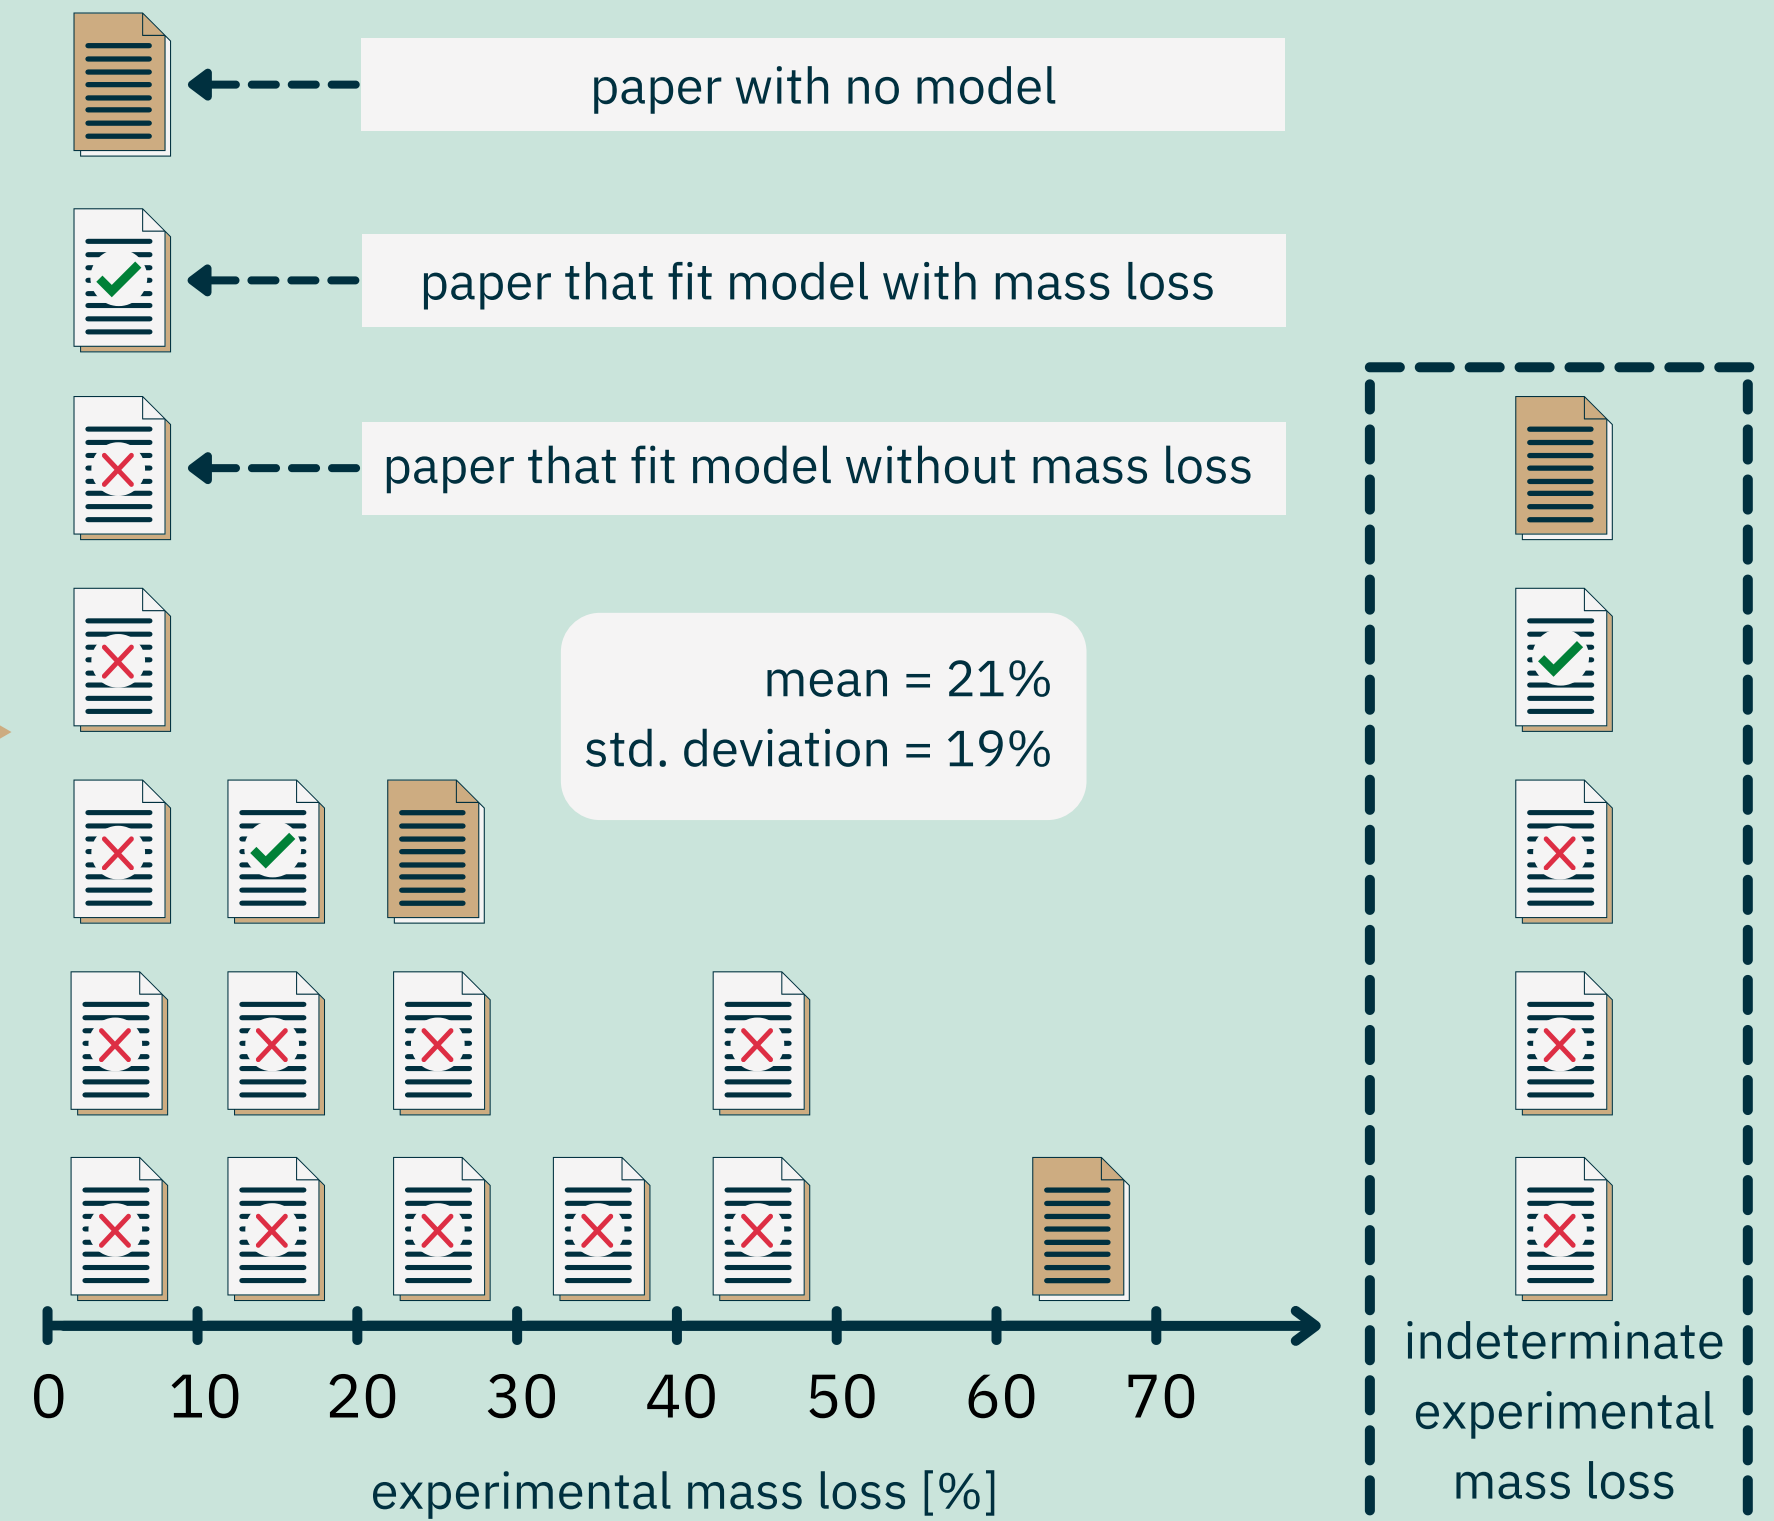 paper with no model
paper that fit model with mass loss
paper that fit model without mass loss
mean = 21%
std. deviation = 19%
0 10 20 30 40 50 60 70
experimental mass loss [%]
indeterminate
experimental
mass loss